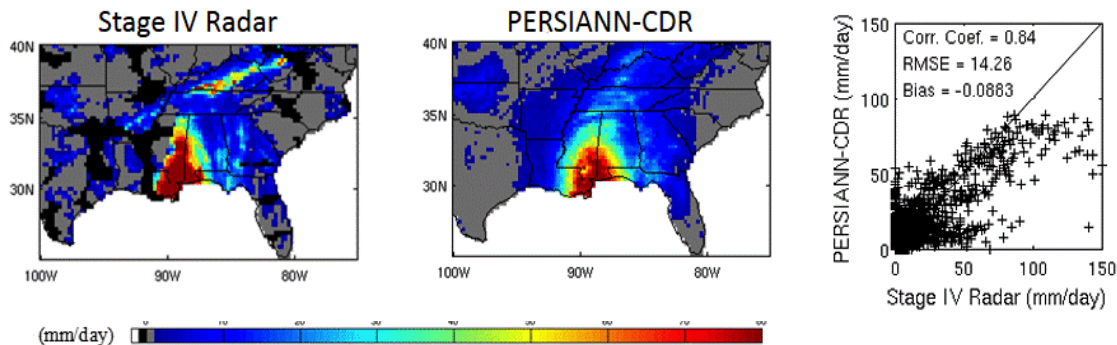 Stage IV Radar
PERSIANN-CDR
40N
35N
30N
100W
90W
80W
40N
35N
30N
100W
90W
80W
150
100
50
0
Corr. Coef. = 0.84
RMSE = 14.26
Bias = -0.0883
PERSIANN-CDR (mm/day)
0
50
100
150
Stage IV Radar (mm/day)
(mm/day)